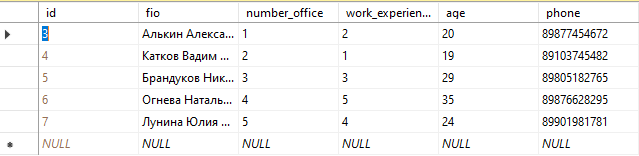 id fio number_office work_experien... age phone
3 Алькин Алекса... 1 2 20 89877454672
4 Катков Вадим ... 2 1 19 89103745482
5 Брандуков Ник... 3 3 29 89805182765
6 Огнева Наталь... 4 5 35 89876628295
7 Лунина Юлия ... 5 4 24 89901981781
NULL NULL NULL NULL NULL NULL